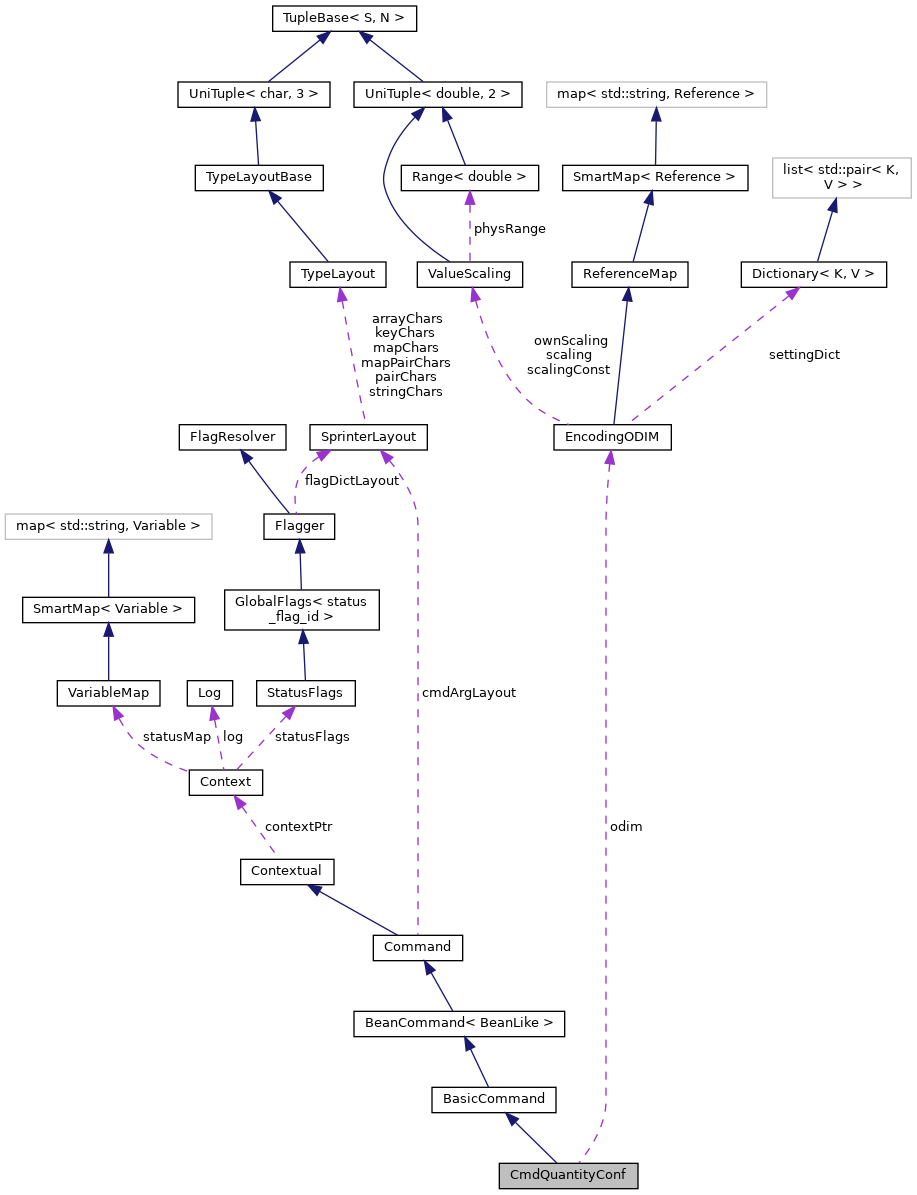 TupleBase< S, N >
UniTuple< char, 3 >
UniTuple< double, 2 >
map< std::string, Reference >
TypeLayoutBase
Range< double >
SmartMap< Reference >
list< std::pair< K,
V > >
physRange
TypeLayout
ValueScaling
ReferenceMap
Dictionary< K, V >
arrayChars
keyChars
mapChars
mapPairChars
pairChars
stringChars
ownScaling
scaling
scalingConst
settingDict
FlagResolver
SprinterLayout
EncodingODIM
flagDictLayout
map< std::string, Variable >
Flagger
SmartMap< Variable >
GlobalFlags< status
_flag_id >
VariableMap
Log
StatusFlags
cmdArgLayout
statusMap
log
statusFlags
Context
contextPtr
odim
Contextual
Command
BeanCommand< BeanLike >
BasicCommand
CmdQuantityConf